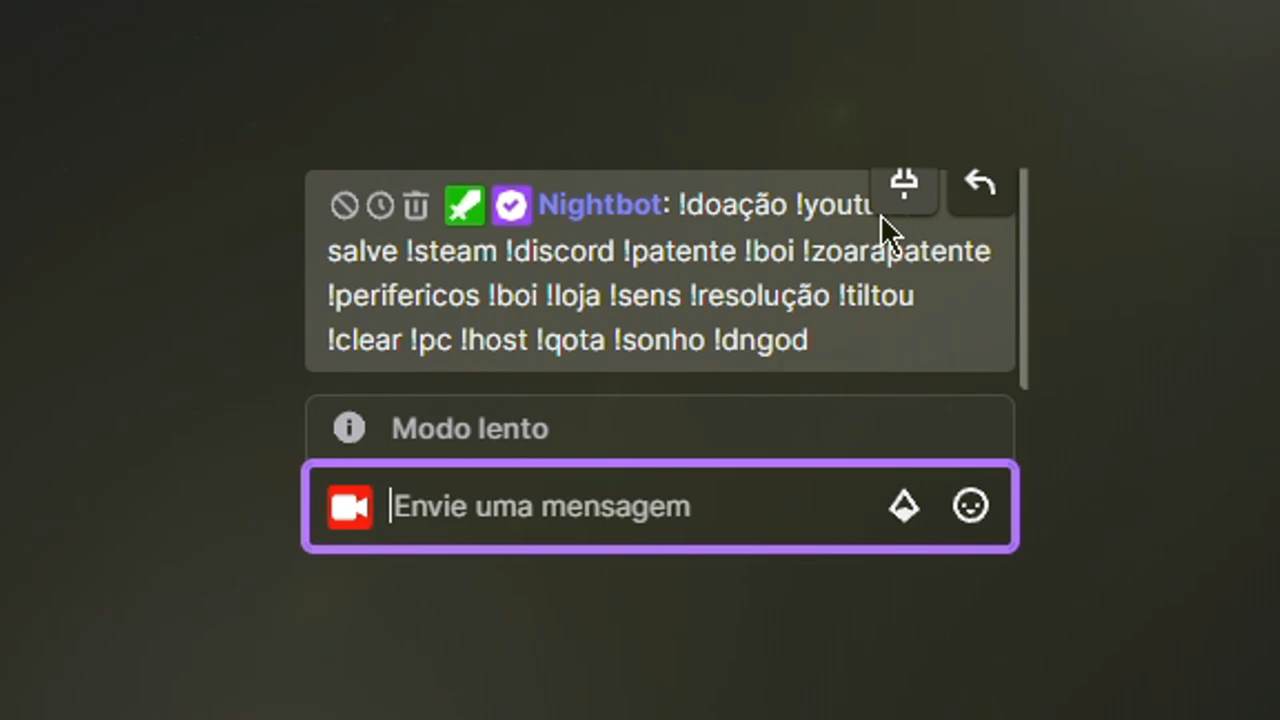 Nightbot: !doação
salve !steam !discord !patente !boi !zoarapatente
!perifericos !boi !loja !sens !resolução !tiltou
!clear !pc !host !qota !sonho !dngod
Modo lento
Envie uma mensagem